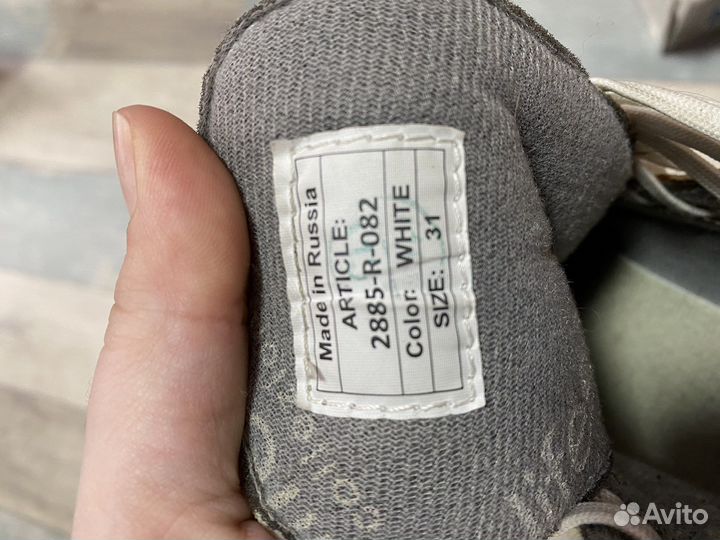 Made in Russia
ARTICLE:
2885-R-082
Color: WHITE
SIZE: 31
Avito